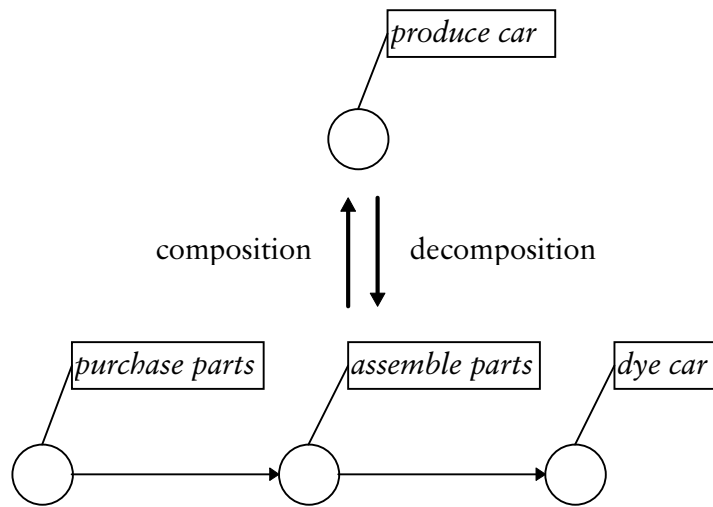 produce car
composition
decomposition
purchase parts
assemble parts
dye car